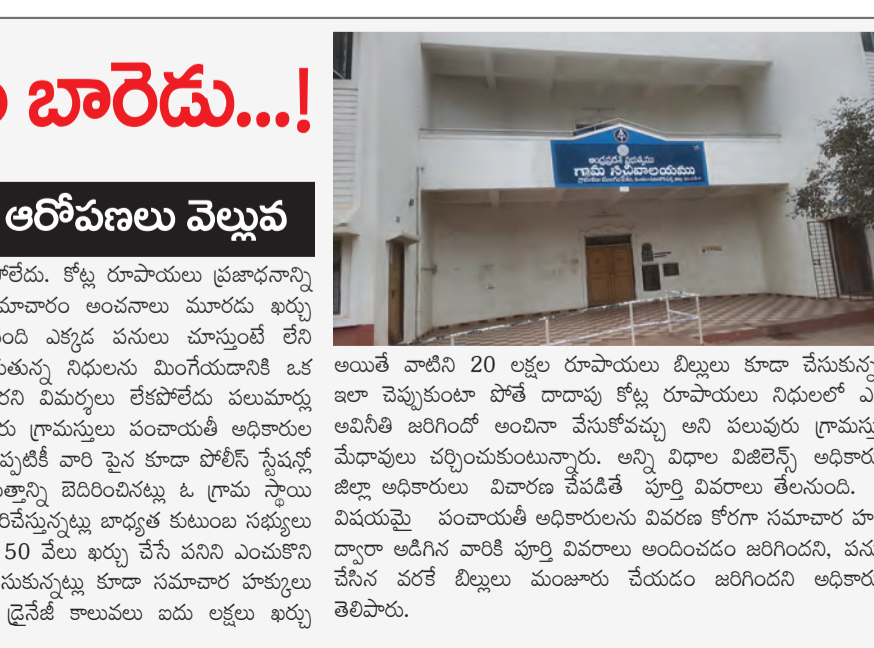 బారెడు...!
ఆరోపణలు వెల్లువ
పోలేదు. కోట్ల రూపాయలు ప్రజాధనాన్ని
మాచారం అంచనాలు మూరడు ఖర్చు
ంది ఎక్కడ పనులు చూస్తుంటే లేని
తున్న నిధులను మింగేయడానికి ఒక
రని విమర్శలు లేకపోలేదు పలుమార్లు
రు గ్రామస్తులు పంచాయతీ అధికారుల
ప్పటికీ వారి పైన కూడా పోలీస్ స్టేషన్లో
త్తాన్ని బెదిరించినట్లు ఓ గ్రామ స్థాయి
రిచేస్తున్నట్లు బాధ్యత కుటుంబ సభ్యులు
50 వేలు ఖర్చు చేసే పనిని ఎంచుకొని
సుకున్నట్లు కూడా సమాచార హక్కులు
డ్రైనేజీ కాలువలు ఐదు లక్షలు ఖర్చు
ఆంధ్రప్రదేశ్ ప్రభుత్వము
గామ సచివాలయము
అయితే వాటిని 20 లక్షల రూపాయలు బిల్లులు కూడా చేసుకున్న
ఇలా చెప్పుకుంటా పోతే దాదాపు కోట్ల రూపాయలు నిధులలో ఎ
అవినీతి జరిగిందో అంచినా వేసుకోవచ్చు అని పలువురు గ్రామస్తు
మేధావులు చర్చించుకుంటున్నారు. అన్ని విధాల విజిలెన్స్ అధికారు
జిల్లా అధికారులు విచారణ చేపడితే పూర్తి వివరాలు తేలనుంది.
విషయమై పంచాయతీ అధికారులను వివరణ కోరగా సమాచార హ
ద్వారా అడిగిన వారికి పూర్తి వివరాలు అందించడం జరిగిందని, పను
చేసిన వరకే బిల్లులు మంజూరు చేయడం జరిగిందని అధికారు
తెలిపారు.